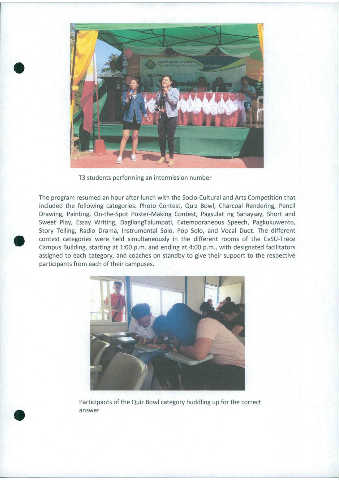 T3 students performing an intermission number
The program resumed an hour after lunch with the Socio-Cultural and Arts Competition that
included the following categories: Photo Contest, Quiz Bowl, Charcoal Rendering, Pencil
Drawing, Painting, On-the-Spot Poster-Making Contest, Pagsulat ng Sanaysay, Short and
Sweet Play, Essay Writing, DagliangTalumpati, Extemporaneous Speech, Pagkukuwento,
Story Telling, Radio Drama, Instrumental Solo, Pop Solo, and Vocal Duet. The different
contest categories were held simultaneously in the different rooms of the CvSU-Trece
Campus Building, starting at 1:00 p.m. and ending at 4:00 p.m., with designated facilitators
assigned to each category, and coaches on standby to give their support to the respective
participants from each of their campuses.
Participants of the Quiz Bowl category huddling up for the correct
answer